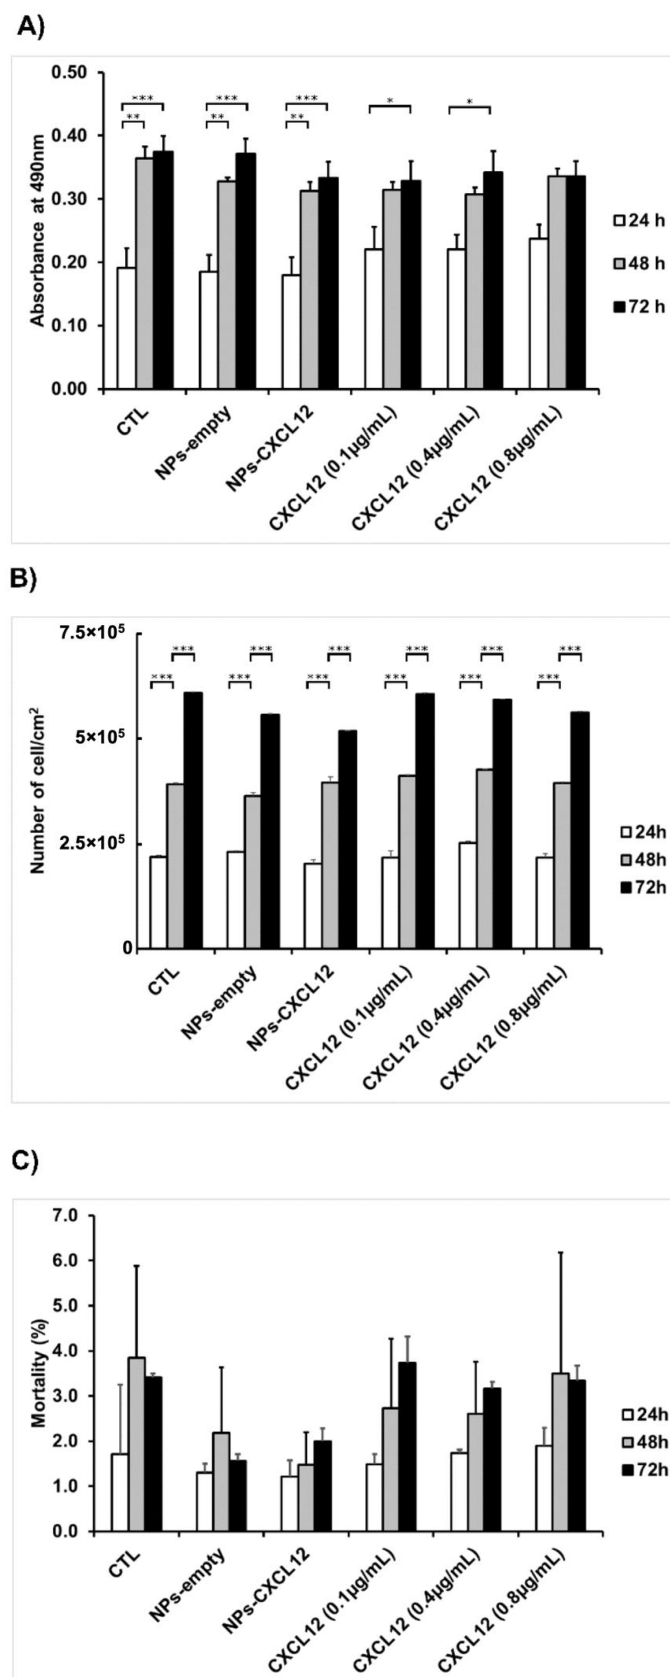 A)
0.50
0.40
0.30
0.20
0.10
0.00
Absorbance at 490nm
*** ** *** ** *** ** * *
24 h
48 h
72 h
CTL
NPs-empty
NPs-CXCL12
CXCL12 (0.1µg/mL)
CXCL12 (0.4µg/mL)
CXCL12 (0.8µg/mL)
B)
7.5×10⁵
5×10⁵
2.5×10⁵
0
Number of cell/cm²
*** *** *** *** *** ***
*** *** *** *** *** ***
24h
48h
72h
CTL
NPs-empty
NPs-CXCL12
CXCL12 (0.1µg/mL)
CXCL12 (0.4µg/mL)
CXCL12 (0.8µg/mL)
C)
7.0
6.0
5.0
4.0
3.0
2.0
1.0
0.0
Mortality (%)
24h
48h
72h
CTL
NPs-empty
NPs-CXCL12
CXCL12 (0.1µg/mL)
CXCL12 (0.4µg/mL)
CXCL12 (0.8µg/mL)